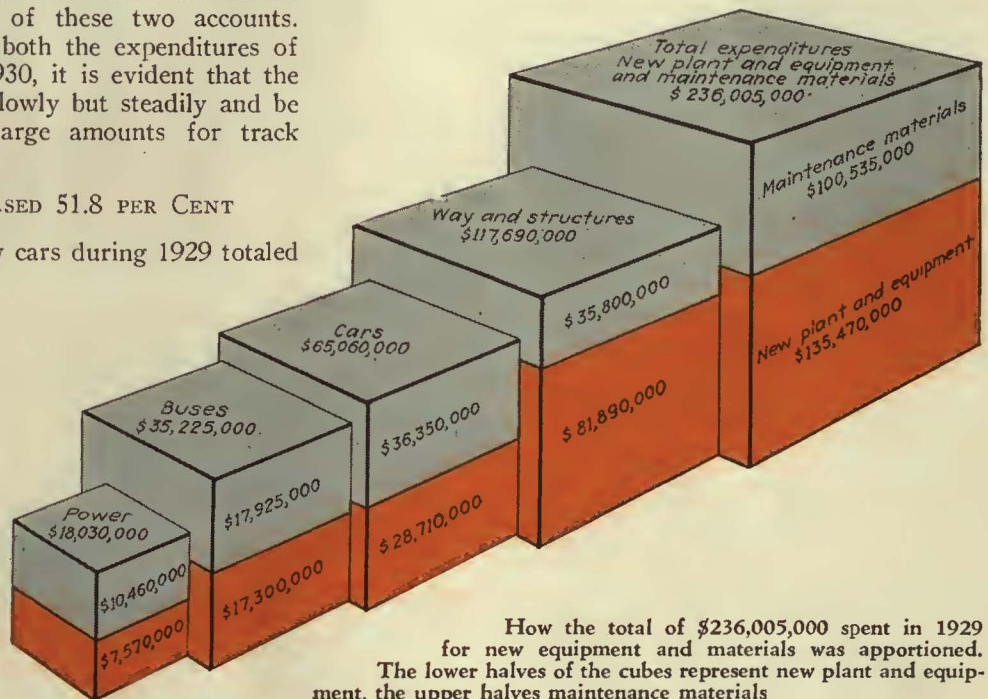 of these two accounts.
both the expenditures of
930, it is evident that the
lowly but steadily and be
arge amounts for track
SED 51.8 PER CENT
cars during 1929 totaled
Total expenditures
New plant and equipment
and maintenance materials
$236,005,000
Maintenance materials
$100,535,000
New plant and equipment
$135,470,000
Way and structures
$117,690,000
$35,800,000
$81,890,000
Cars
$65,060,000
$36,350,000
$28,710,000
Buses
$35,225,000.
$17,925,000
$17,300,000
Power
$18,030,000
$10,460,000
$7,570,000
How the total of $236,005,000 spent in 1929
for new equipment and materials was apportioned.
The lower halves of the cubes represent new plant and equip-
ment, the upper halves maintenance materials